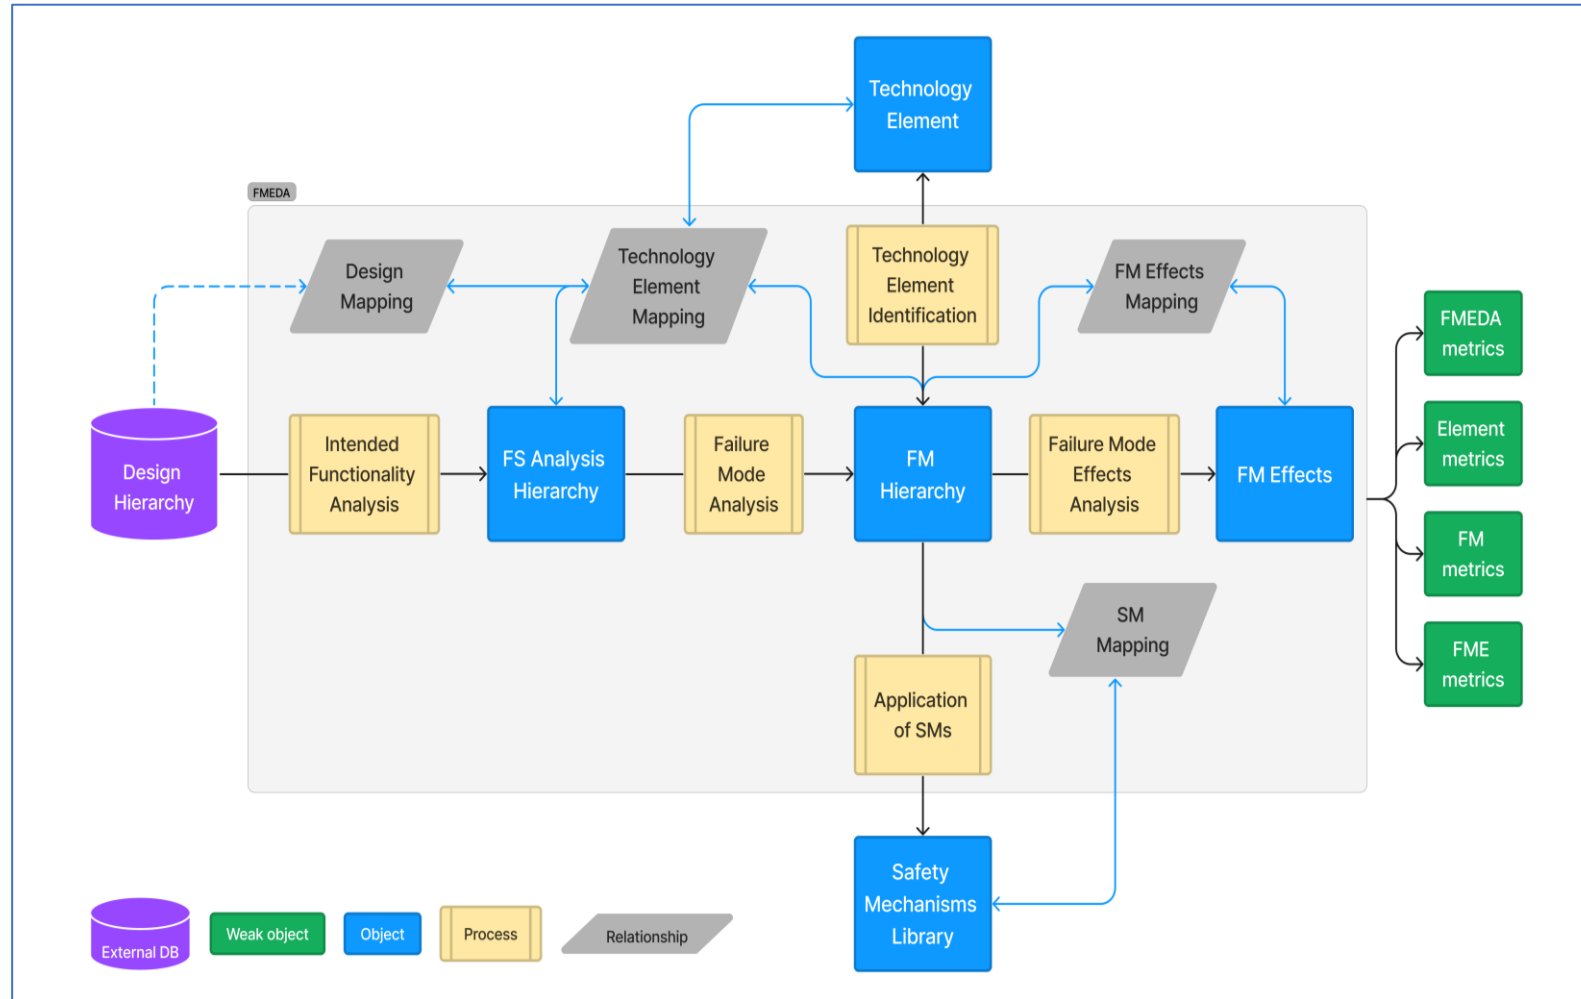 Technology
Element
FMEDA
Design
Mapping
Technology
Element
Mapping
Technology
Element
Identification
FM Effects
Mapping
FMEDA
metrics
Design
Hierarchy
Intended
Functionality
Analysis
FS Analysis
Hierarchy
Failure
Mode
Analysis
FM
Hierarchy
Failure Mode
Effects
Analysis
FM Effects
Element
metrics
FM
metrics
SM
Mapping
FME
metrics
Application
of SMs
Safety
Mechanisms
Library
External DB
Weak object
Object
Process
Relationship